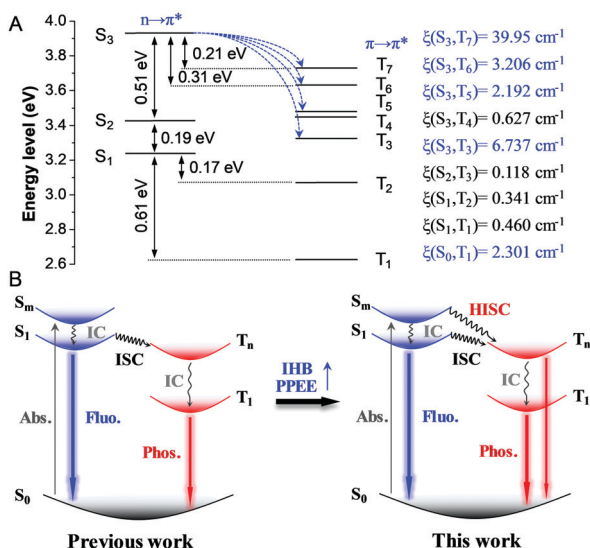 A
n→π*
π→π*
Energy level (eV)
4.0
3.8
3.6
3.4
3.2
3.0
2.8
2.6
S₃
S₂
S₁
0.21 eV
0.31 eV
0.51 eV
0.19 eV
0.17 eV
0.61 eV
T₇
T₆
T₅
T₄
T₃
T₂
T₁
ξ(S₃,T₇)= 39.95 cm⁻¹
ξ(S₃,T₆)= 3.206 cm⁻¹
ξ(S₃,T₅)= 2.192 cm⁻¹
ξ(S₃,T₄)= 0.627 cm⁻¹
ξ(S₃,T₃)= 6.737 cm⁻¹
ξ(S₂,T₃)= 0.118 cm⁻¹
ξ(S₁,T₂)= 0.341 cm⁻¹
ξ(S₁,T₁)= 0.460 cm⁻¹
ξ(S₀,T₁)= 2.301 cm⁻¹
B
Sₘ
S₁
IC
ISC
Tₙ
IC
T₁
Abs.
Fluo.
Phos.
S₀
Previous work
IHB
PPEE
Sₘ
HISC
S₁
IC
ISC
Tₙ
IC
T₁
Abs.
Fluo.
Phos.
S₀
This work